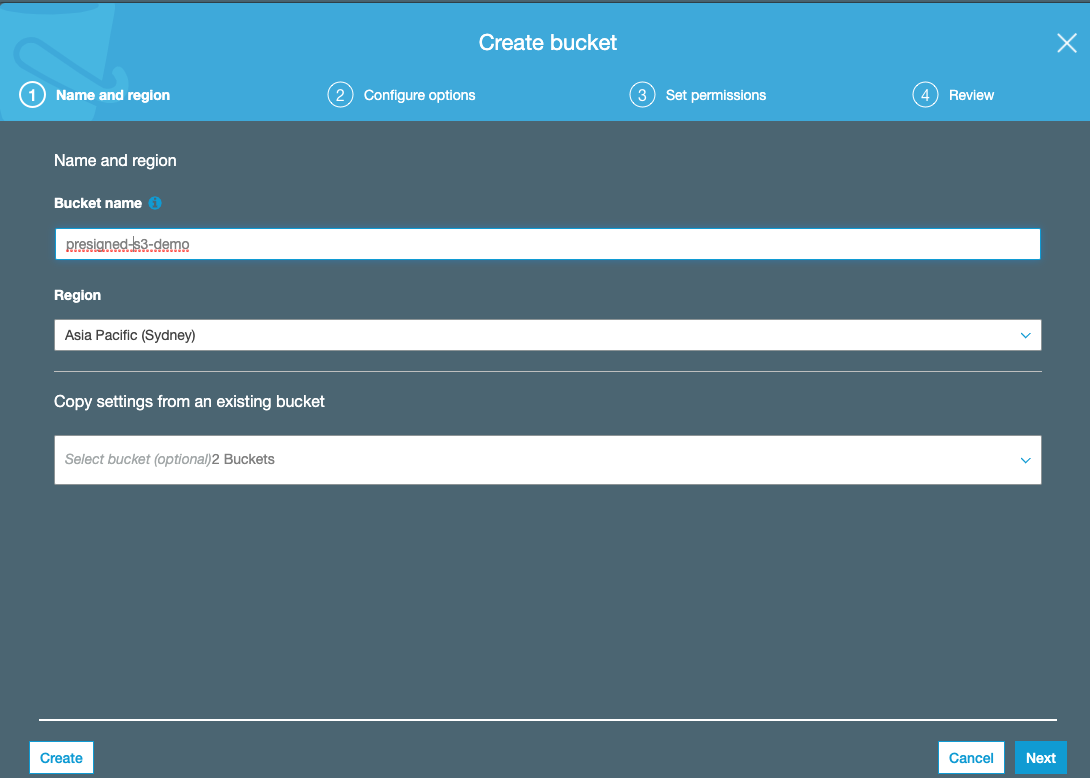 Create bucket
1 Name and region
2 Configure options
3 Set permissions
4 Review
Name and region
Bucket name
presigned-s3-demo
Region
Asia Pacific (Sydney)
Copy settings from an existing bucket
Select bucket (optional)2 Buckets
Create
Cancel
Next